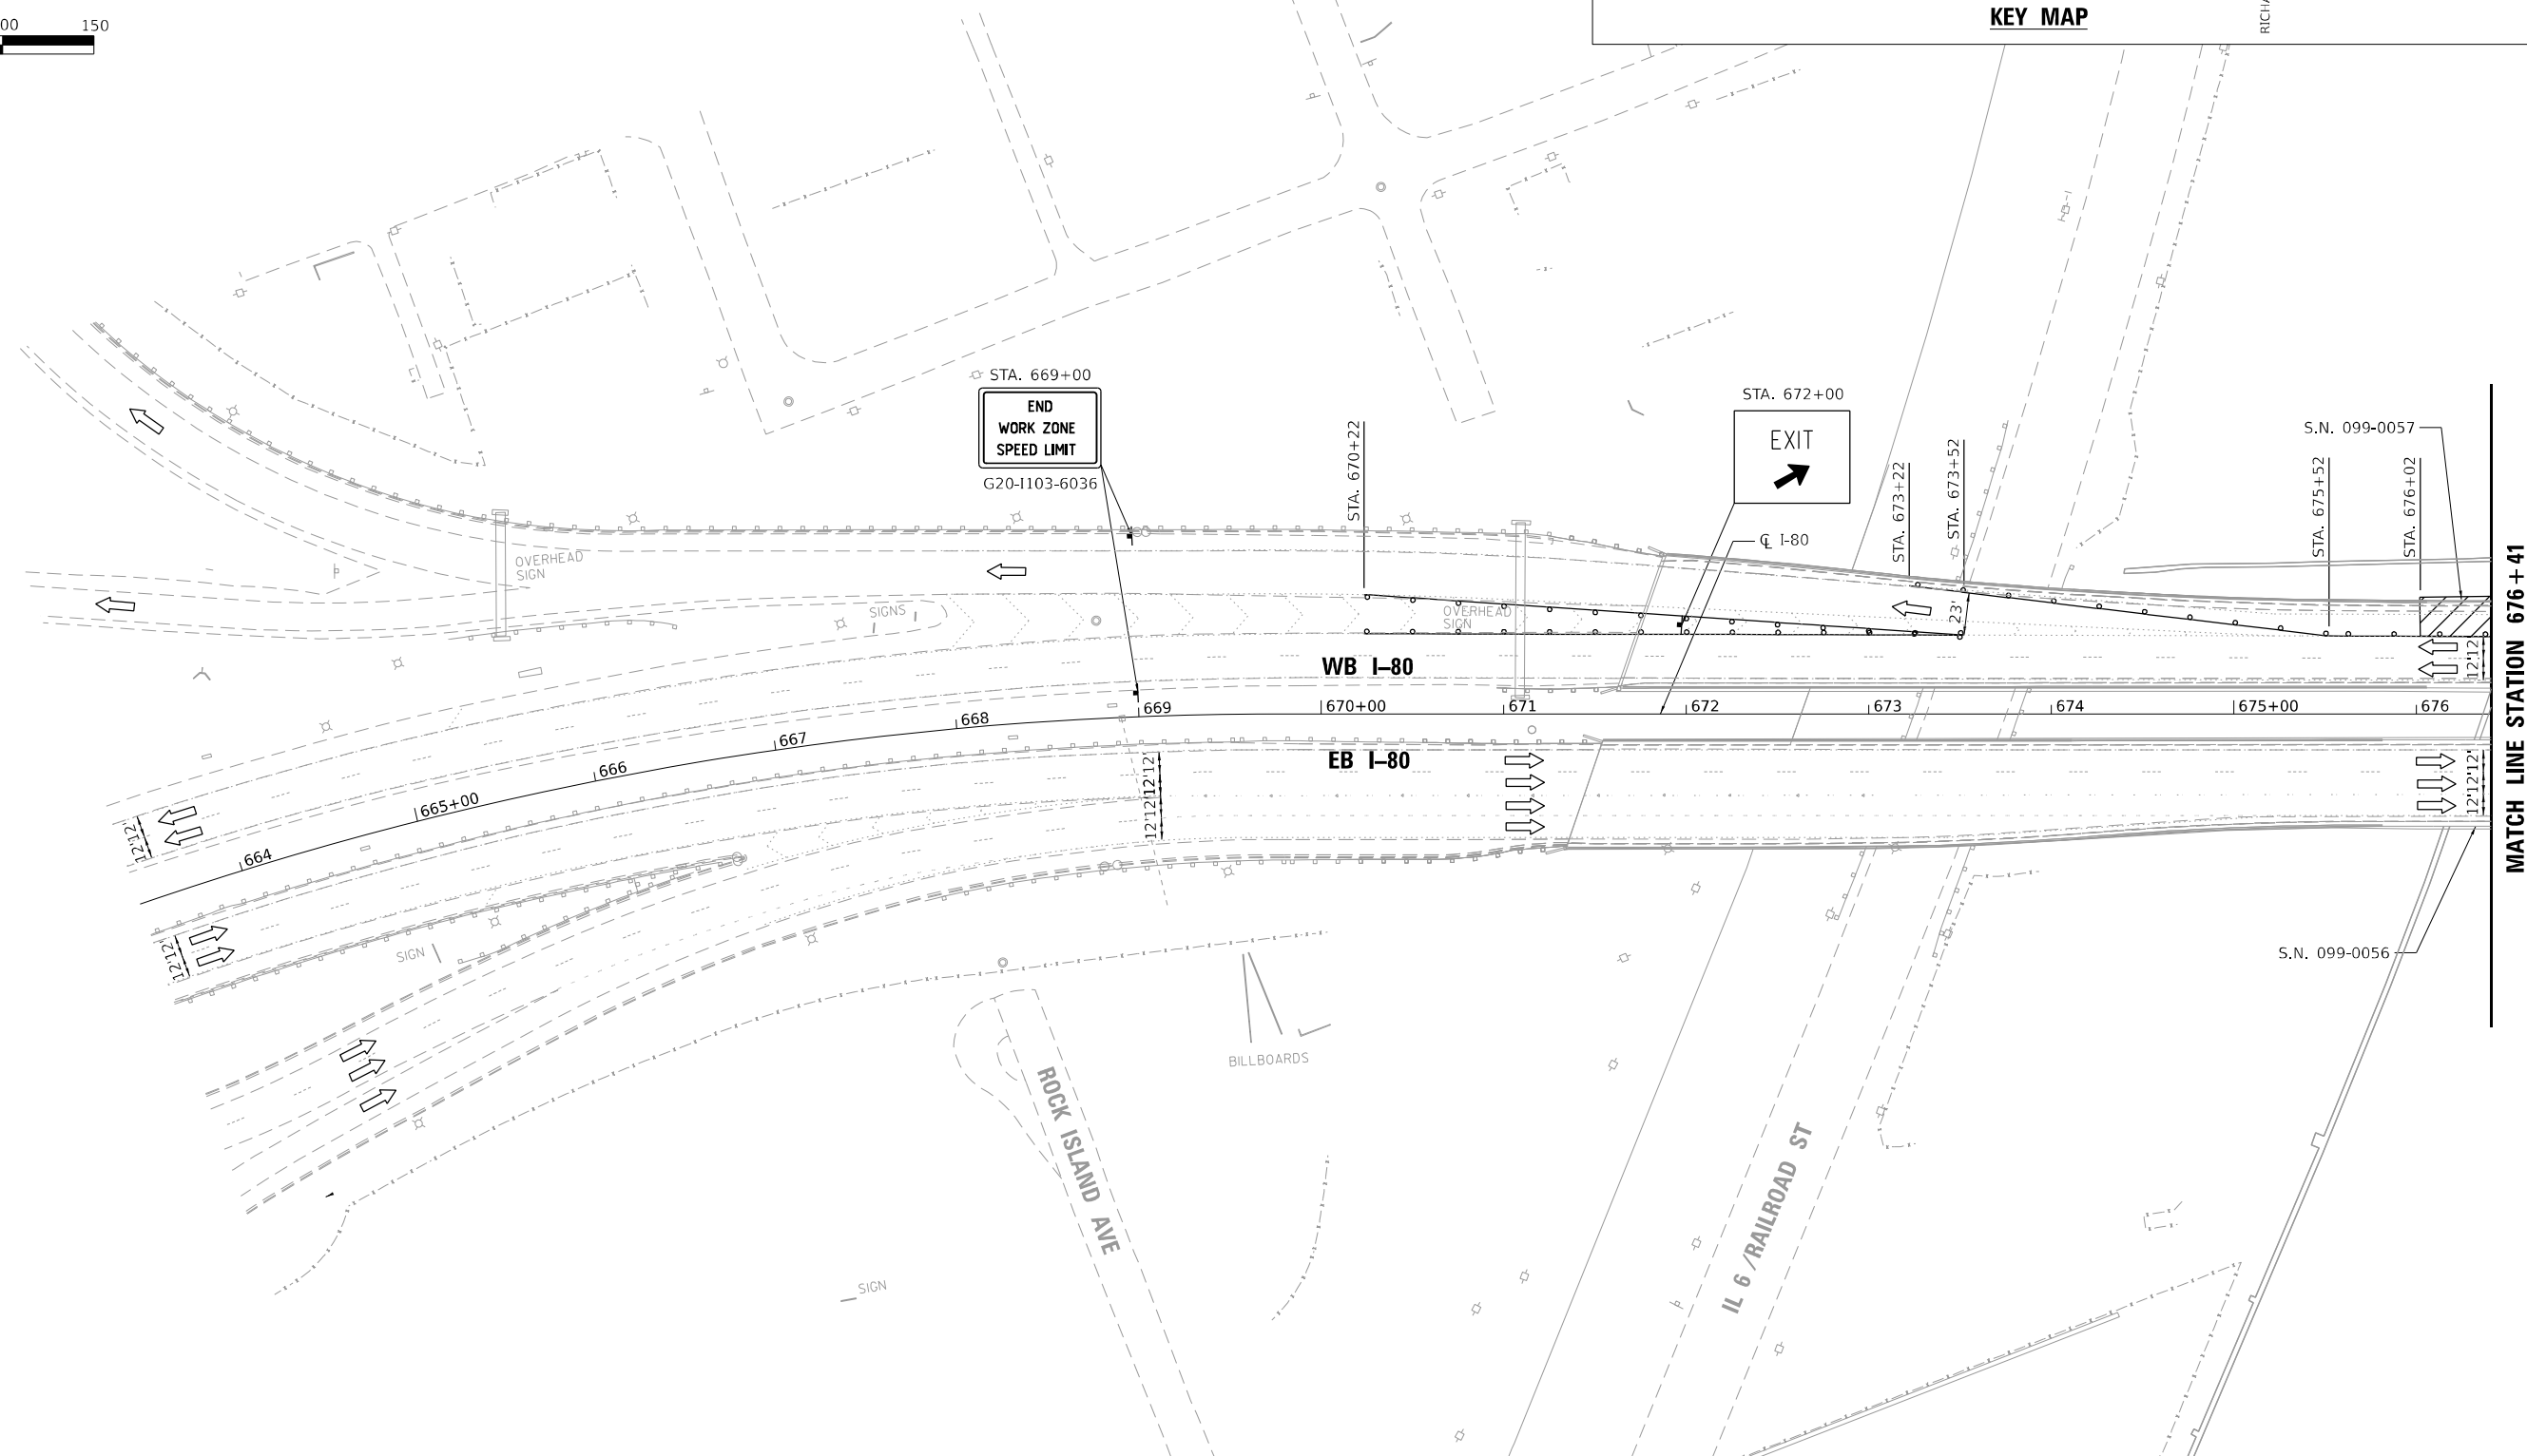 00 150
KEY MAP
RICHA
STA. 669+00
END
WORK ZONE
SPEED LIMIT
G20-I103-6036
STA. 670+22
STA. 672+00
EXIT
℄ I-80
STA. 673+22
STA. 673+52
S.N. 099-0057
STA. 675+52
STA. 676+02
OVERHEAD
SIGN
SIGNS
OVERHEAD
SIGN
23'
WB I–80
12'12'
664
665+00
666
667
668
669
670+00
671
672
673
674
675+00
676
EB I–80
12'12'12'12'
12'12'12'
12'12'
12'12'
MATCH LINE STATION 676+41
SIGN
S.N. 099-0056
BILLBOARDS
ROCK ISLAND AVE
IL 6 /RAILROAD ST
SIGN